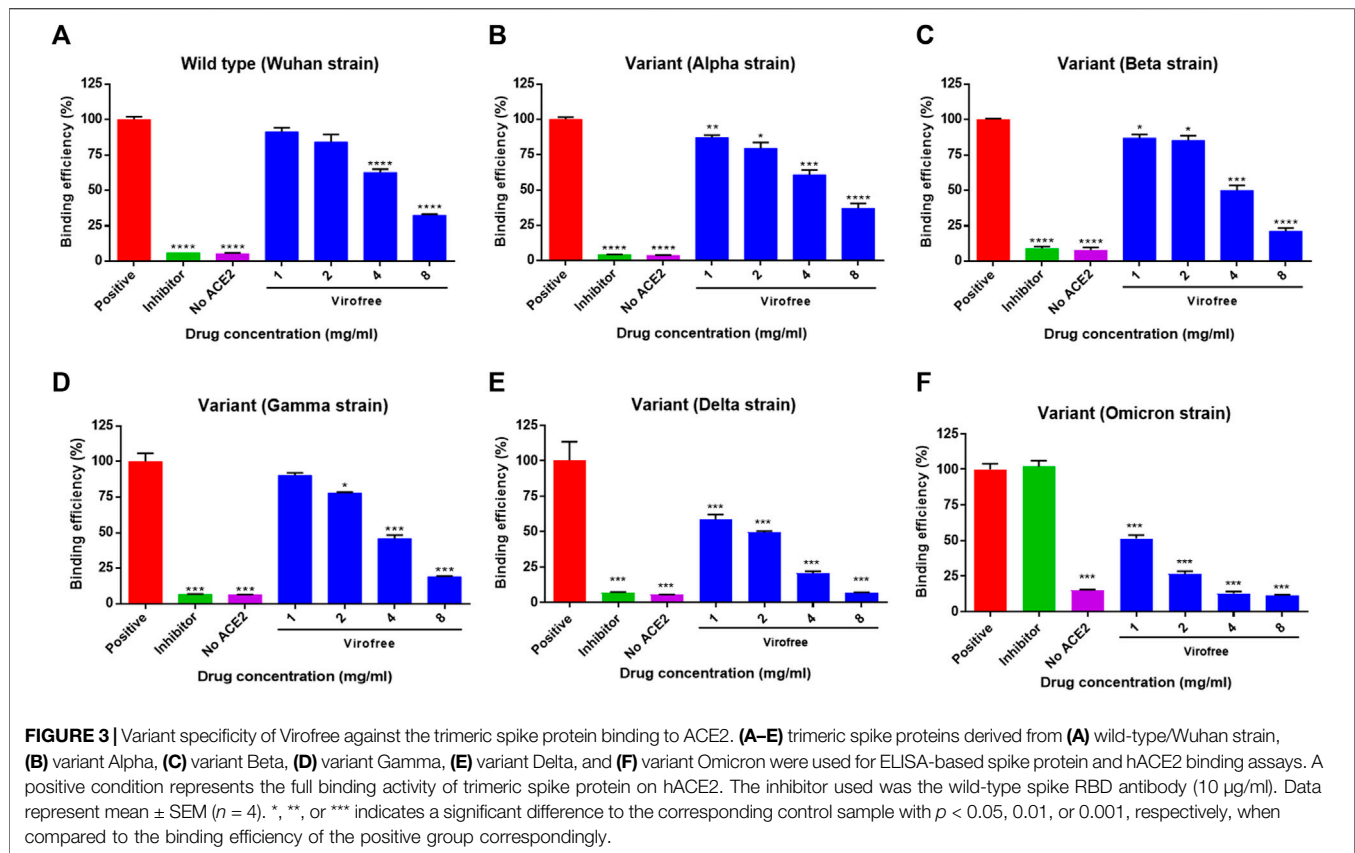 A
Wild type (Wuhan strain)
Binding efficiency (%)
125
100
75
50
25
0
****
****
****
****
Positive
Inhibitor
No ACE2
1
2
4
8
Virofree
Drug concentration (mg/ml)
B
Variant (Alpha strain)
Binding efficiency (%)
125
100
75
50
25
0
****
****
**
*
***
****
Positive
Inhibitor
No ACE2
1
2
4
8
Virofree
Drug concentration (mg/ml)
C
Variant (Beta strain)
Binding efficiency (%)
125
100
75
50
25
0
****
****
*
*
***
****
Positive
Inhibitor
No ACE2
1
2
4
8
Virofree
Drug concentration (mg/ml)
D
Variant (Gamma strain)
Binding efficiency (%)
125
100
75
50
25
0
***
***
*
***
***
Positive
Inhibitor
No ACE2
1
2
4
8
Virofree
Drug concentration (mg/ml)
E
Variant (Delta strain)
Binding efficiency (%)
125
100
75
50
25
0
***
***
***
***
***
***
Positive
Inhibitor
No ACE2
1
2
4
8
Virofree
Drug concentration (mg/ml)
F
Variant (Omicron strain)
Binding efficiency (%)
125
100
75
50
25
0
***
***
***
***
***
Positive
Inhibitor
No ACE2
1
2
4
8
Virofree
Drug concentration (mg/ml)
FIGURE 3 | Variant specificity of Virofree against the trimeric spike protein binding to ACE2. (A–E) trimeric spike proteins derived from (A) wild-type/Wuhan strain,
(B) variant Alpha, (C) variant Beta, (D) variant Gamma, (E) variant Delta, and (F) variant Omicron were used for ELISA-based spike protein and hACE2 binding assays. A
positive condition represents the full binding activity of trimeric spike protein on hACE2. The inhibitor used was the wild-type spike RBD antibody (10 μg/ml). Data
represent mean ± SEM (n = 4). *, **, or *** indicates a significant difference to the corresponding control sample with p < 0.05, 0.01, or 0.001, respectively, when
compared to the binding efficiency of the positive group correspondingly.